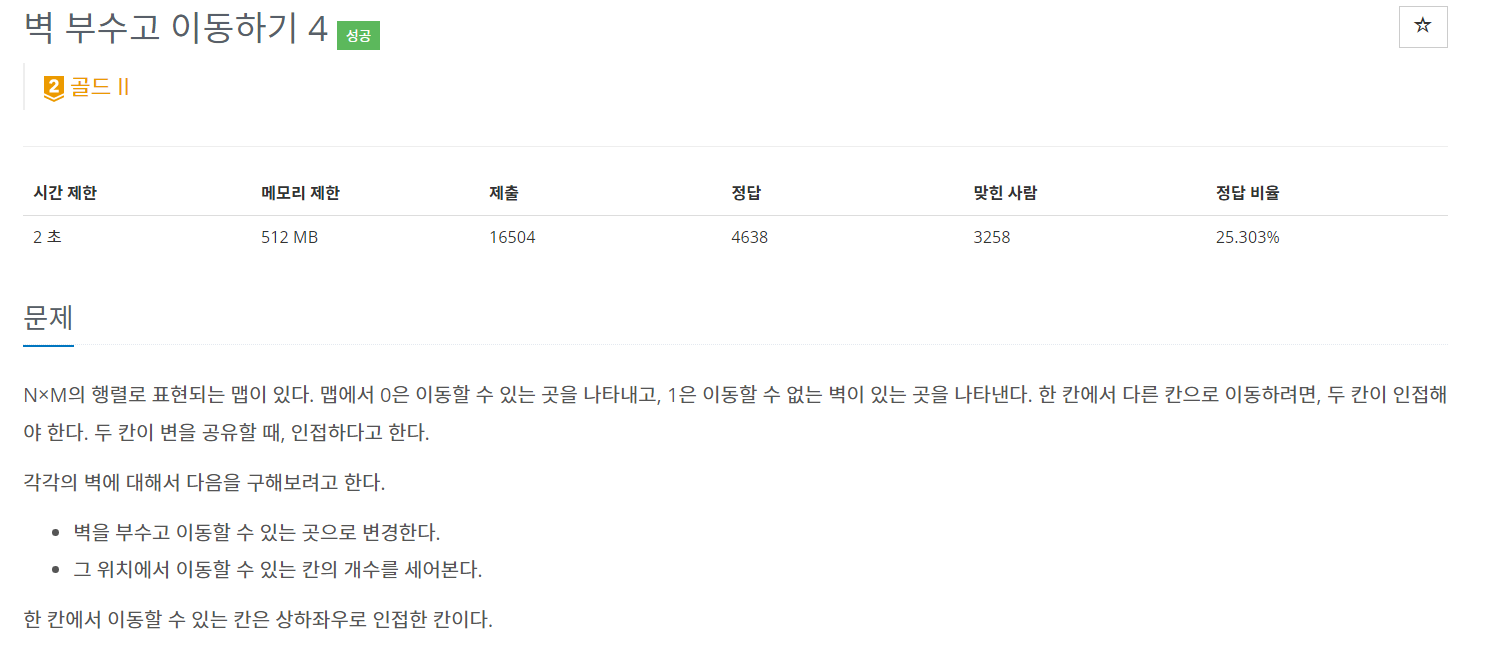 벽 부수고 이동하기 4 성공
☆
2 골드 II
시간 제한 메모리 제한 제출 정답 맞힌 사람 정답 비율
2 초 512 MB 16504 4638 3258 25.303%
문제
N×M의 행렬로 표현되는 맵이 있다. 맵에서 0은 이동할 수 있는 곳을 나타내고, 1은 이동할 수 없는 벽이 있는 곳을 나타낸다. 한 칸에서 다른 칸으로 이동하려면, 두 칸이 인접해
야 한다. 두 칸이 변을 공유할 때, 인접하다고 한다.
각각의 벽에 대해서 다음을 구해보려고 한다.
• 벽을 부수고 이동할 수 있는 곳으로 변경한다.
• 그 위치에서 이동할 수 있는 칸의 개수를 세어본다.
한 칸에서 이동할 수 있는 칸은 상하좌우로 인접한 칸이다.